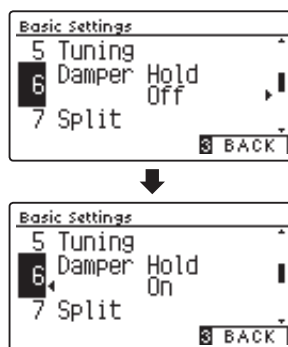 Basic Settings
5 Tuning
6 Damper Hold
Off
7 Split
3 BACK
Basic Settings
5 Tuning
6 Damper Hold
On
7 Split
3 BACK